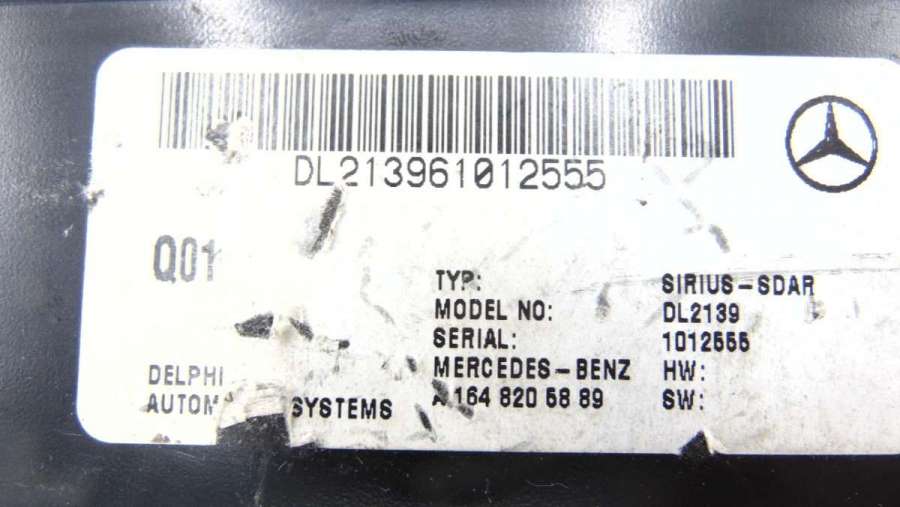 DL213961012555
Q01
TYP: SIRIUS-SDAR
MODEL NO: DL2139
SERIAL: 1012555
MERCEDES-BENZ HW:
A 164 820 58 89 SW:
DELPHI
SYSTEMS